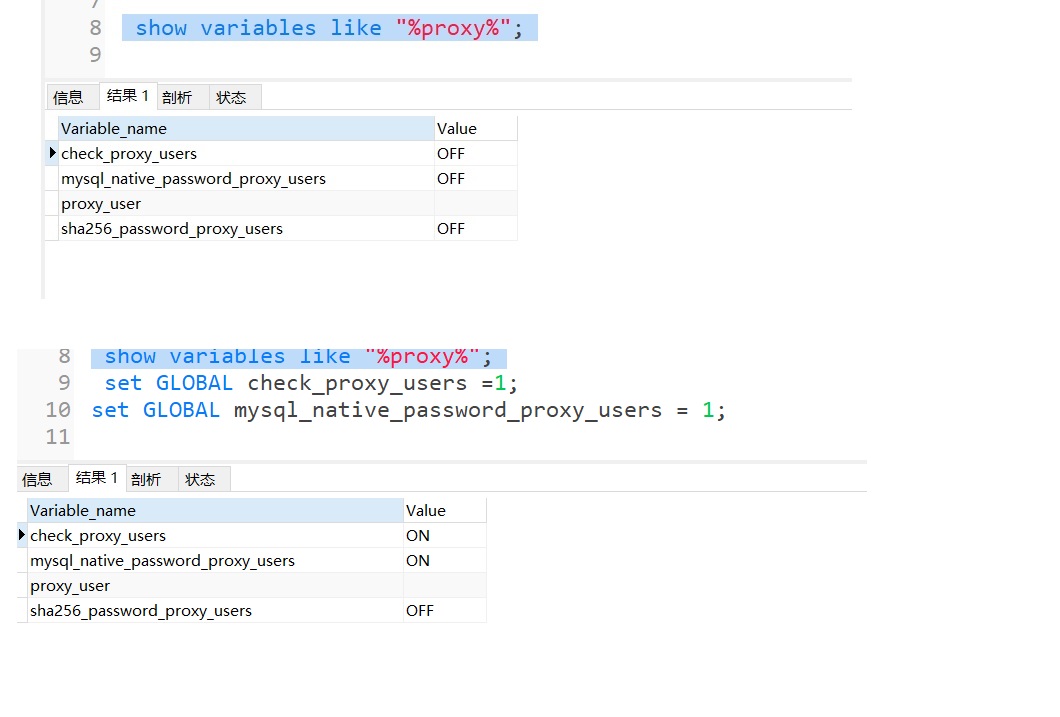 7
8 show variables like "%proxy%";
9
信息 结果 1 剖析 状态
Variable_name Value
check_proxy_users OFF
mysql_native_password_proxy_users OFF
proxy_user
sha256_password_proxy_users OFF
8 show variables like "%proxy%";
9 set GLOBAL check_proxy_users =1;
10 set GLOBAL mysql_native_password_proxy_users = 1;
11
信息 结果 1 剖析 状态
Variable_name Value
check_proxy_users ON
mysql_native_password_proxy_users ON
proxy_user
sha256_password_proxy_users OFF